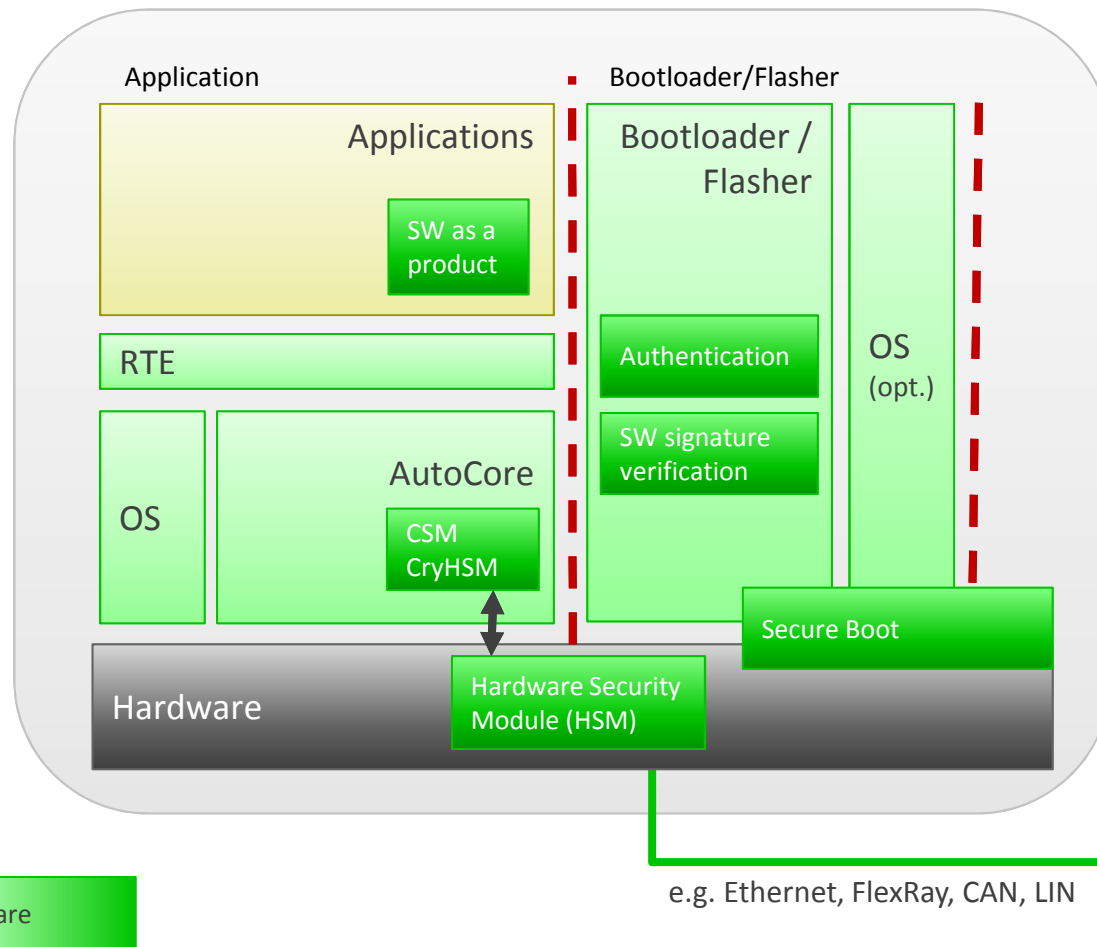 Application
Bootloader/Flasher
Applications
SW as a
product
RTE
OS
AutoCore
CSM
CryHSM
Bootloader /
Flasher
Authentication
SW signature
verification
OS
(opt.)
Secure Boot
Hardware
Hardware Security
Module (HSM)
e.g. Ethernet, FlexRay, CAN, LIN